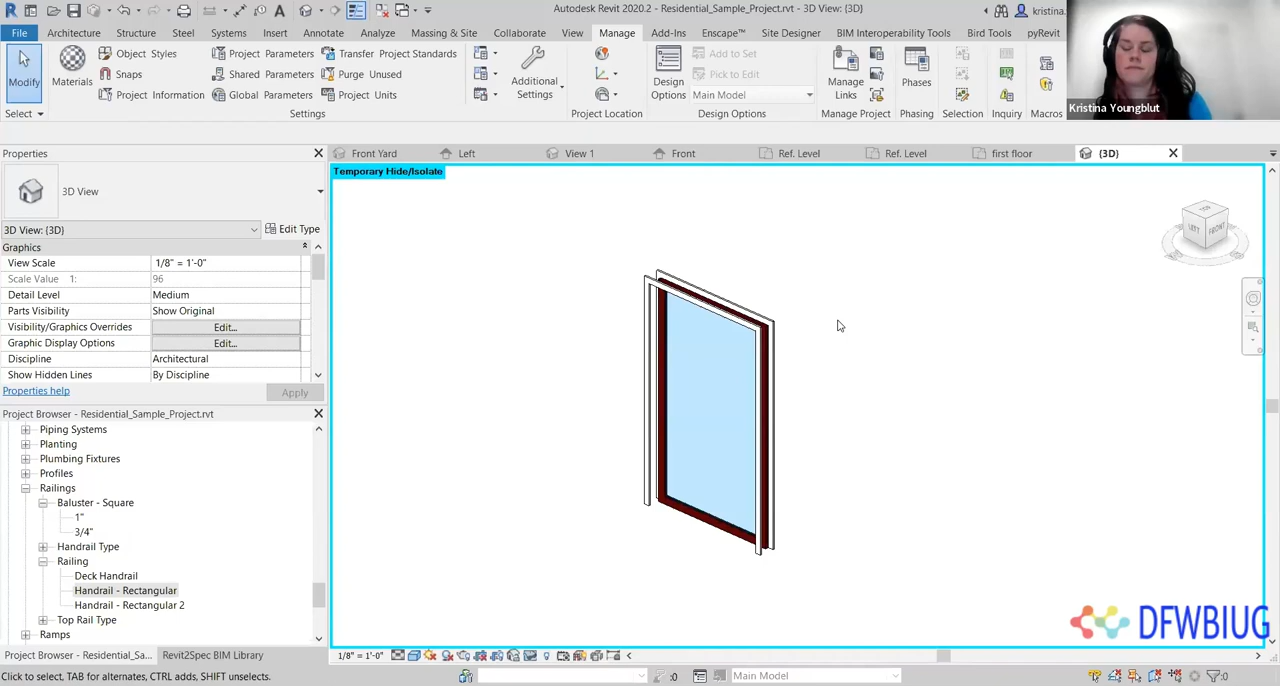 Autodesk Revit 2020.2 - Residential_Sample_Project.rvt - 3D View: {3D}
kristina.
File
Architecture
Structure
Steel
Systems
Insert
Annotate
Analyze
Massing & Site
Collaborate
View
Manage
Add-Ins
Enscape™
Site Designer
BIM Interoperability Tools
Bird Tools
pyRevit
Modify
Materials
Object Styles
Snaps
Project Information
Project Parameters
Shared Parameters
Global Parameters
Transfer Project Standards
Purge Unused
Project Units
Additional
Settings
Design
Options
Add to Set
Pick to Edit
Main Model
Manage
Links
Phases
Select
Settings
Project Location
Design Options
Manage Project
Phasing
Selection
Inquiry
Macros
Kristina Youngblut
Properties
Front Yard
Left
View 1
Front
Ref. Level
Ref. Level
first floor
{3D}
3D View
3D View: {3D}
Edit Type
Graphics
View Scale
1/8" = 1'-0"
Scale Value 1:
96
Detail Level
Medium
Parts Visibility
Show Original
Visibility/Graphics Overrides
Edit...
Graphic Display Options
Edit...
Discipline
Architectural
Show Hidden Lines
By Discipline
Properties help
Apply
Temporary Hide/Isolate
TOP
LEFT
FRONT
Project Browser - Residential_Sample_Project.rvt
Piping Systems
Planting
Plumbing Fixtures
Profiles
Railings
Baluster - Square
1"
3/4"
Handrail Type
Railing
Deck Handrail
Handrail - Rectangular
Handrail - Rectangular 2
Top Rail Type
Ramps
Project Browser - Residential_Sa...
Revit2Spec BIM Library
1/8" = 1'-0"
Click to select, TAB for alternates, CTRL adds, SHIFT unselects.
:0
Main Model
:0
DFWBIUG